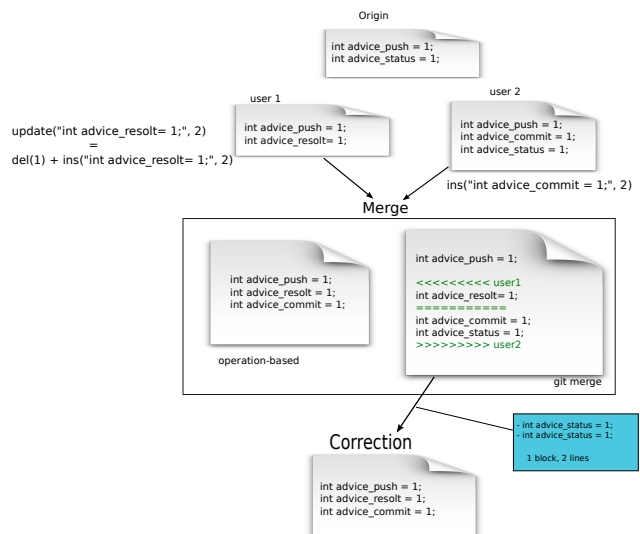 Origin
int advice_push = 1;
int advice_status = 1;
user 1
int advice_push = 1;
int advice_resolt= 1;
update("int advice_resolt= 1;", 2)
=
del(1) + ins("int advice_resolt= 1;", 2)
user 2
int advice_push = 1;
int advice_commit = 1;
int advice_status = 1;
ins("int advice_commit = 1;", 2)
Merge
int advice_push = 1;
int advice_resolt = 1;
int advice_commit = 1;
operation-based
int advice_push = 1;
<<<<<<<<< user1
int advice_resolt= 1;
===========
int advice_commit = 1;
int advice_status = 1;
>>>>>>>>> user2
git merge
- int advice_status = 1;
- int advice_status = 1;
1 block, 2 lines
Correction
int advice_push = 1;
int advice_resolt = 1;
int advice_commit = 1;